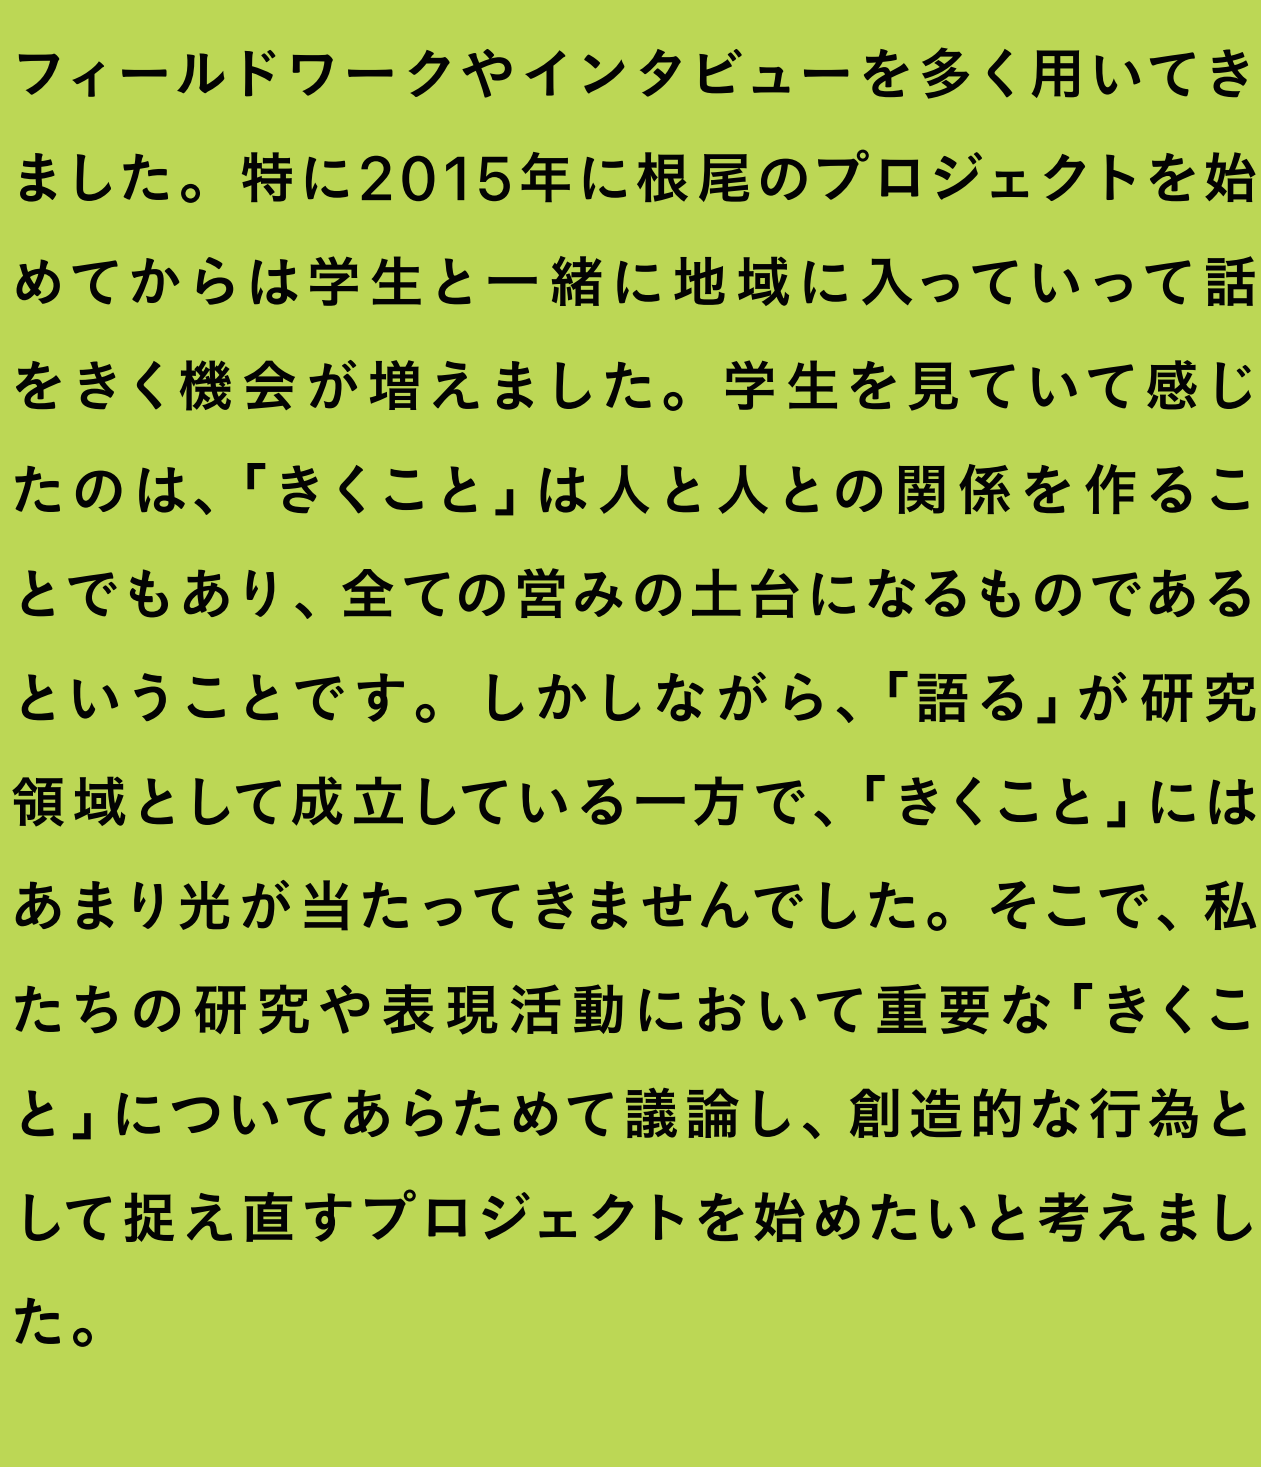 フィールドワークやインタビューを多く用いてき
ました。特に2015年に根尾のプロジェクトを始
めてからは学生と一緒に地域に入っていって話
をきく機会が増えました。学生を見ていて感じ
たのは、「きくこと」は人と人との関係を作るこ
とでもあり、全ての営みの土台になるものである
ということです。しかしながら、「語る」が研究
領域として成立している一方で、「きくこと」には
あまり光が当たってきませんでした。そこで、私
たちの研究や表現活動において重要な「きくこ
と」についてあらためて議論し、創造的な行為と
して捉え直すプロジェクトを始めたいと考えまし
た。